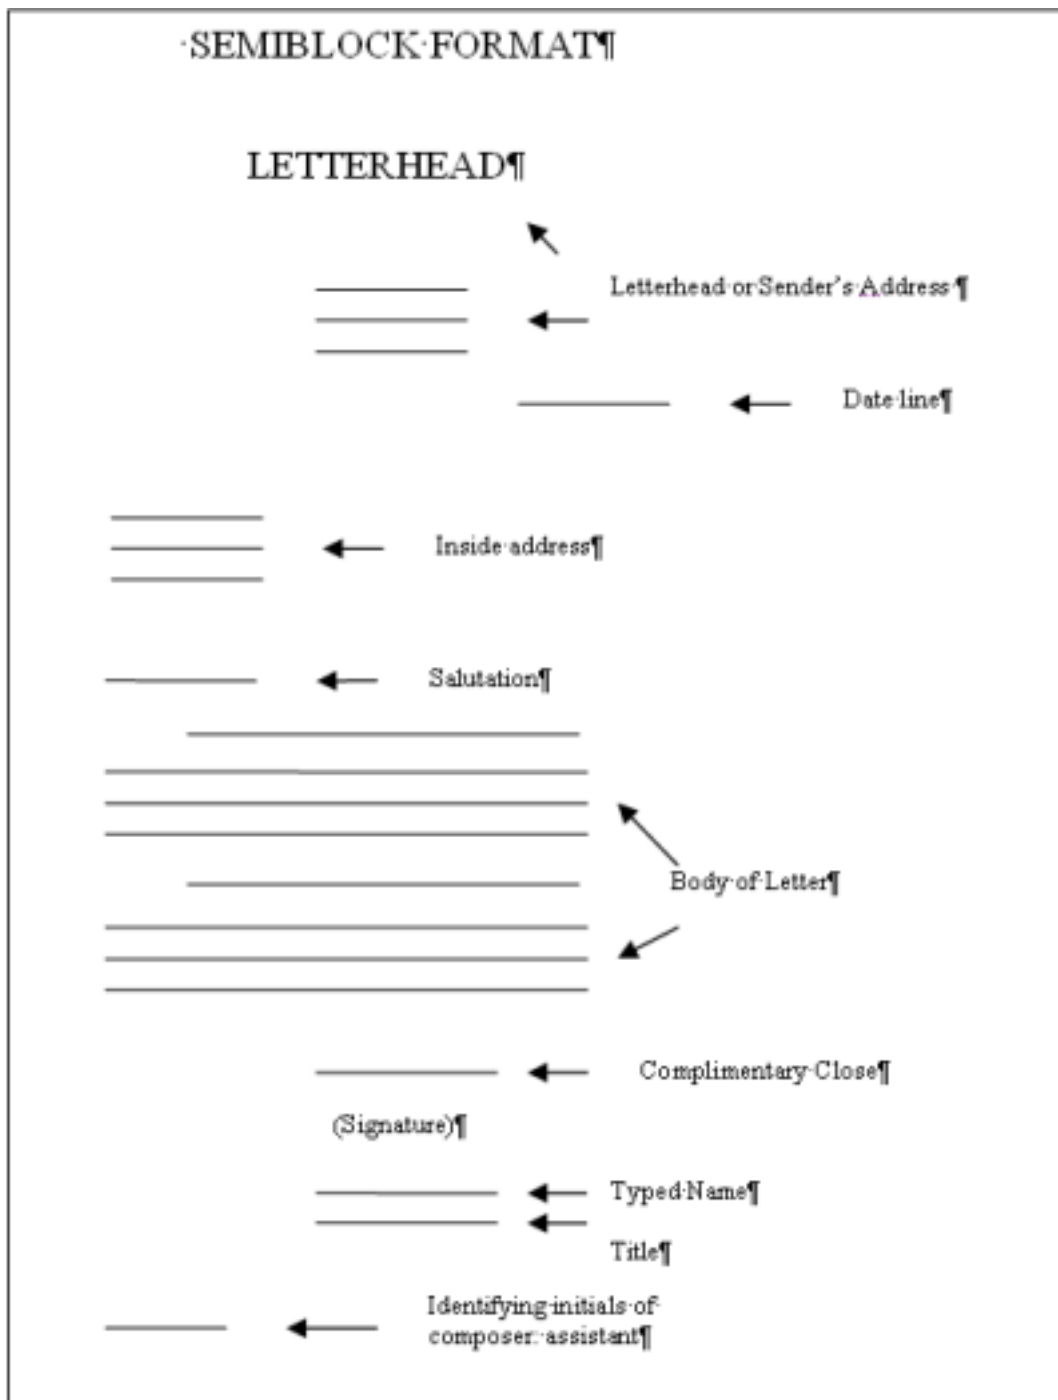 ·SEMIBLOCK·FORMAT¶
LETTERHEAD¶
Letterhead·or·Sender's·Address·¶
Date·line¶
Inside·address¶
Salutation¶
Body·of·Letter¶
Complimentary·Close¶
(Signature)¶
Typed·Name¶
Title¶
Identifying·initials·of·
composer:·assistant¶